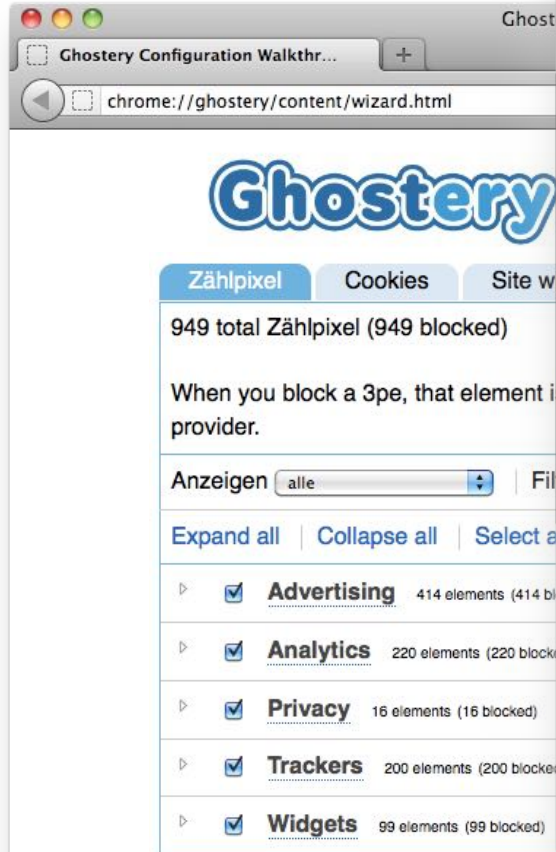 Ghost
Ghostery Configuration Walkthr...
chrome://ghostery/content/wizard.html
Ghostery
Zählpixel Cookies Site w
949 total Zählpixel (949 blocked)
When you block a 3pe, that element i
provider.
Anzeigen alle Fil
Expand all Collapse all Select a
Advertising 414 elements (414 bl
Analytics 220 elements (220 block
Privacy 16 elements (16 blocked)
Trackers 200 elements (200 blocke
Widgets 99 elements (99 blocked)